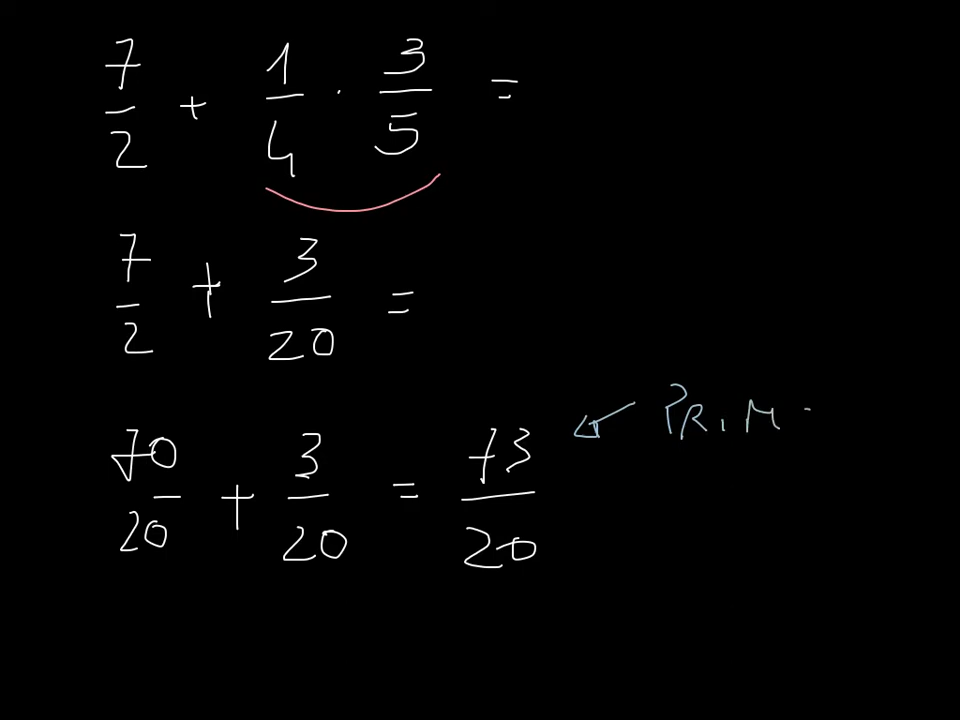 7/2 + 1/4 · 3/5 =
7/2 + 3/20 =
70/20 + 3/20 = 73/20
PRIM